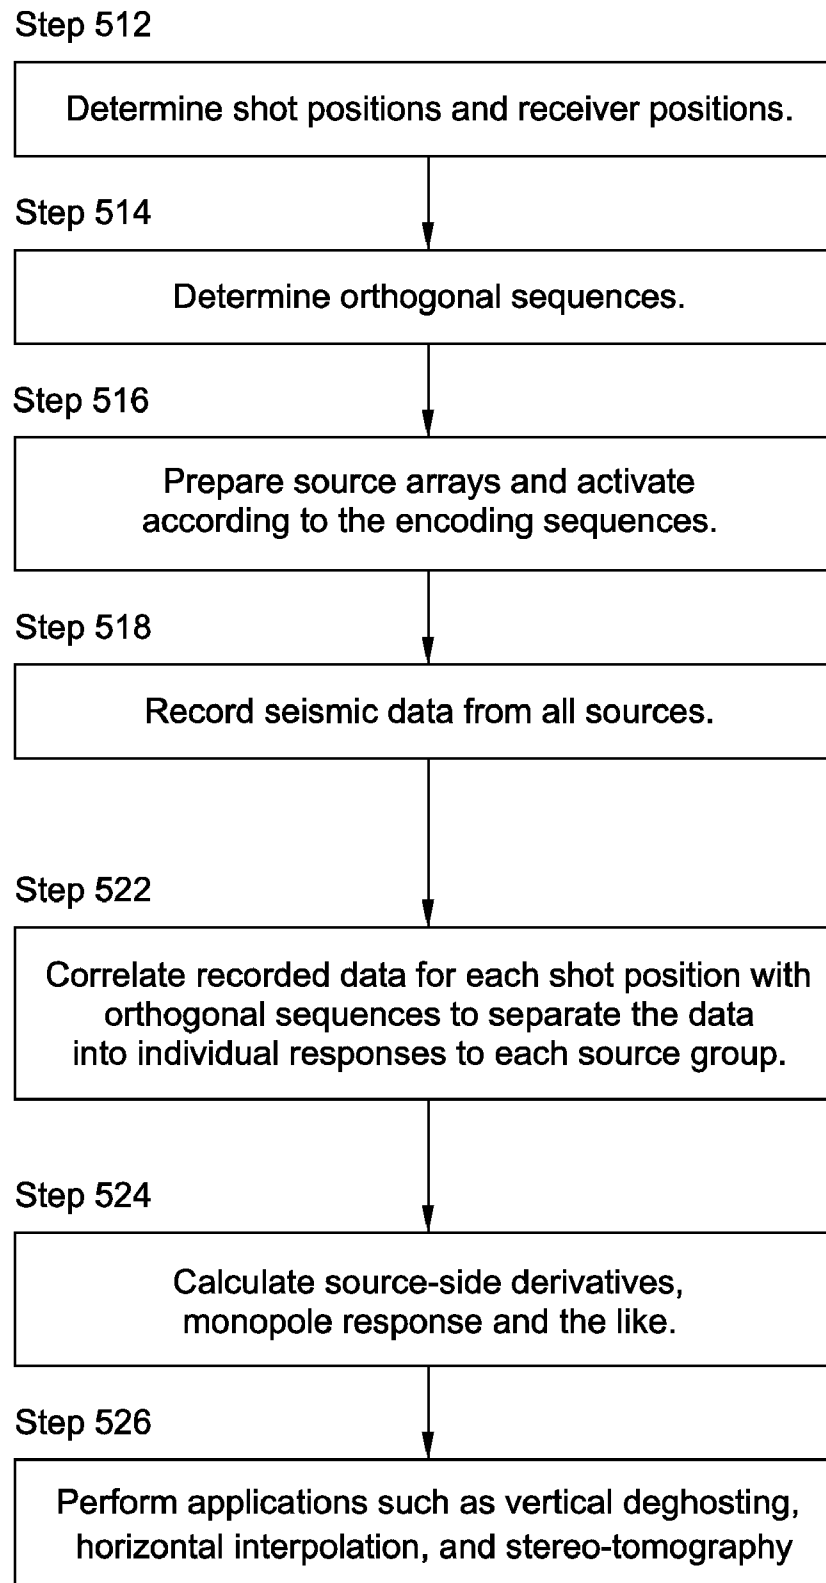 Step 512
Determine shot positions and receiver positions.
Step 514
Determine orthogonal sequences.
Step 516
Prepare source arrays and activate
according to the encoding sequences.
Step 518
Record seismic data from all sources.
Step 522
Correlate recorded data for each shot position with
orthogonal sequences to separate the data
into individual responses to each source group.
Step 524
Calculate source-side derivatives,
monopole response and the like.
Step 526
Perform applications such as vertical deghosting,
horizontal interpolation, and stereo-tomography